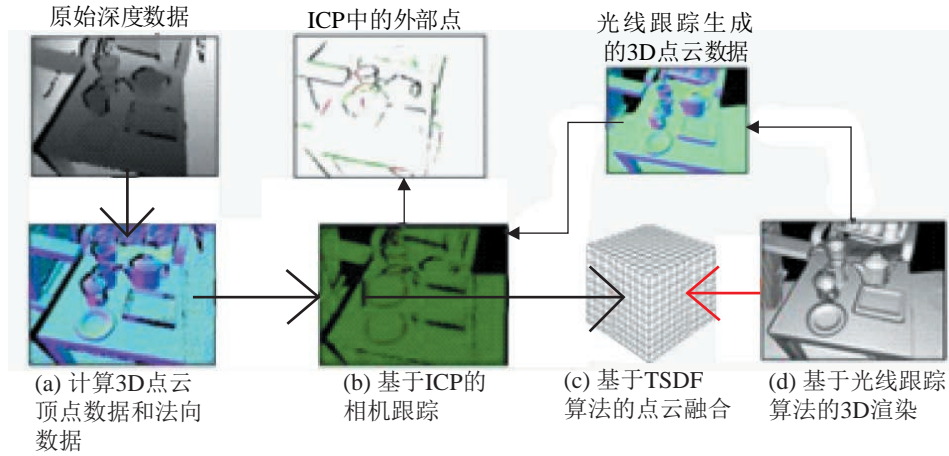 原始深度数据
ICP中的外部点
光线跟踪生成
的3D点云数据
(a) 计算3D点云
顶点数据和法向
数据
(b) 基于ICP的
相机跟踪
(c) 基于TSDF
算法的点云融合
(d) 基于光线跟踪
算法的3D渲染